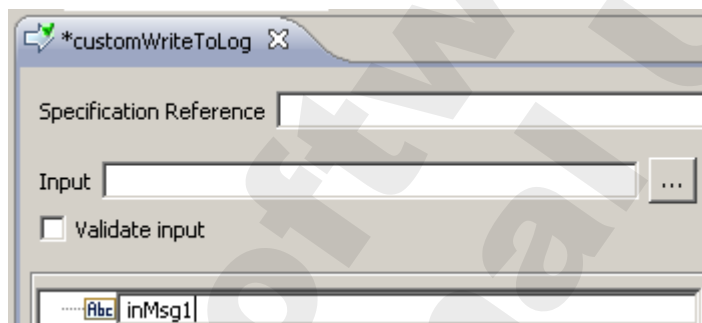 *customWriteToLog
Specification Reference
Input ...
Validate input
Abc inMsg1